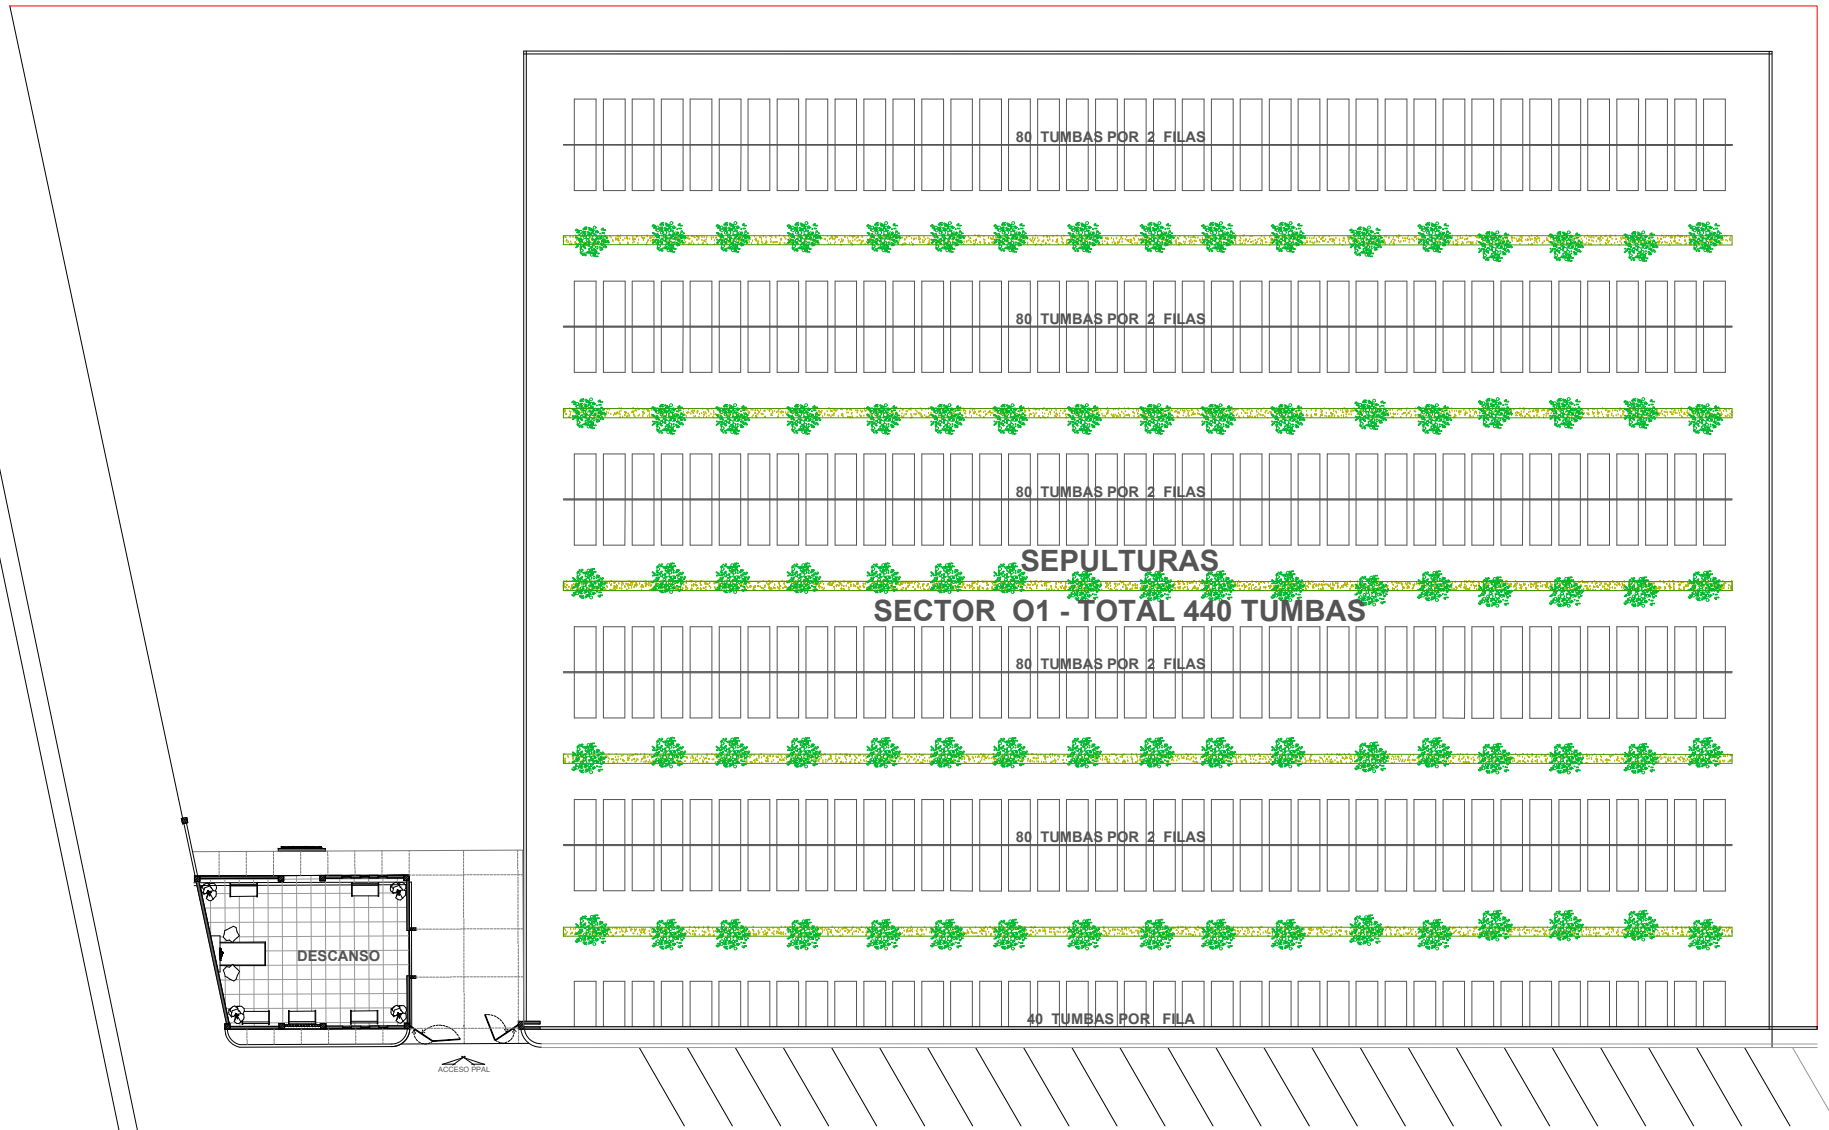 80 TUMBAS POR 2 FILAS
80 TUMBAS POR 2 FILAS
80 TUMBAS POR 2 FILAS
SEPULTURAS
SECTOR O1 - TOTAL 440 TUMBAS
80 TUMBAS POR 2 FILAS
80 TUMBAS POR 2 FILAS
DESCANSO
40 TUMBAS POR FILA
ACCESO PPAL